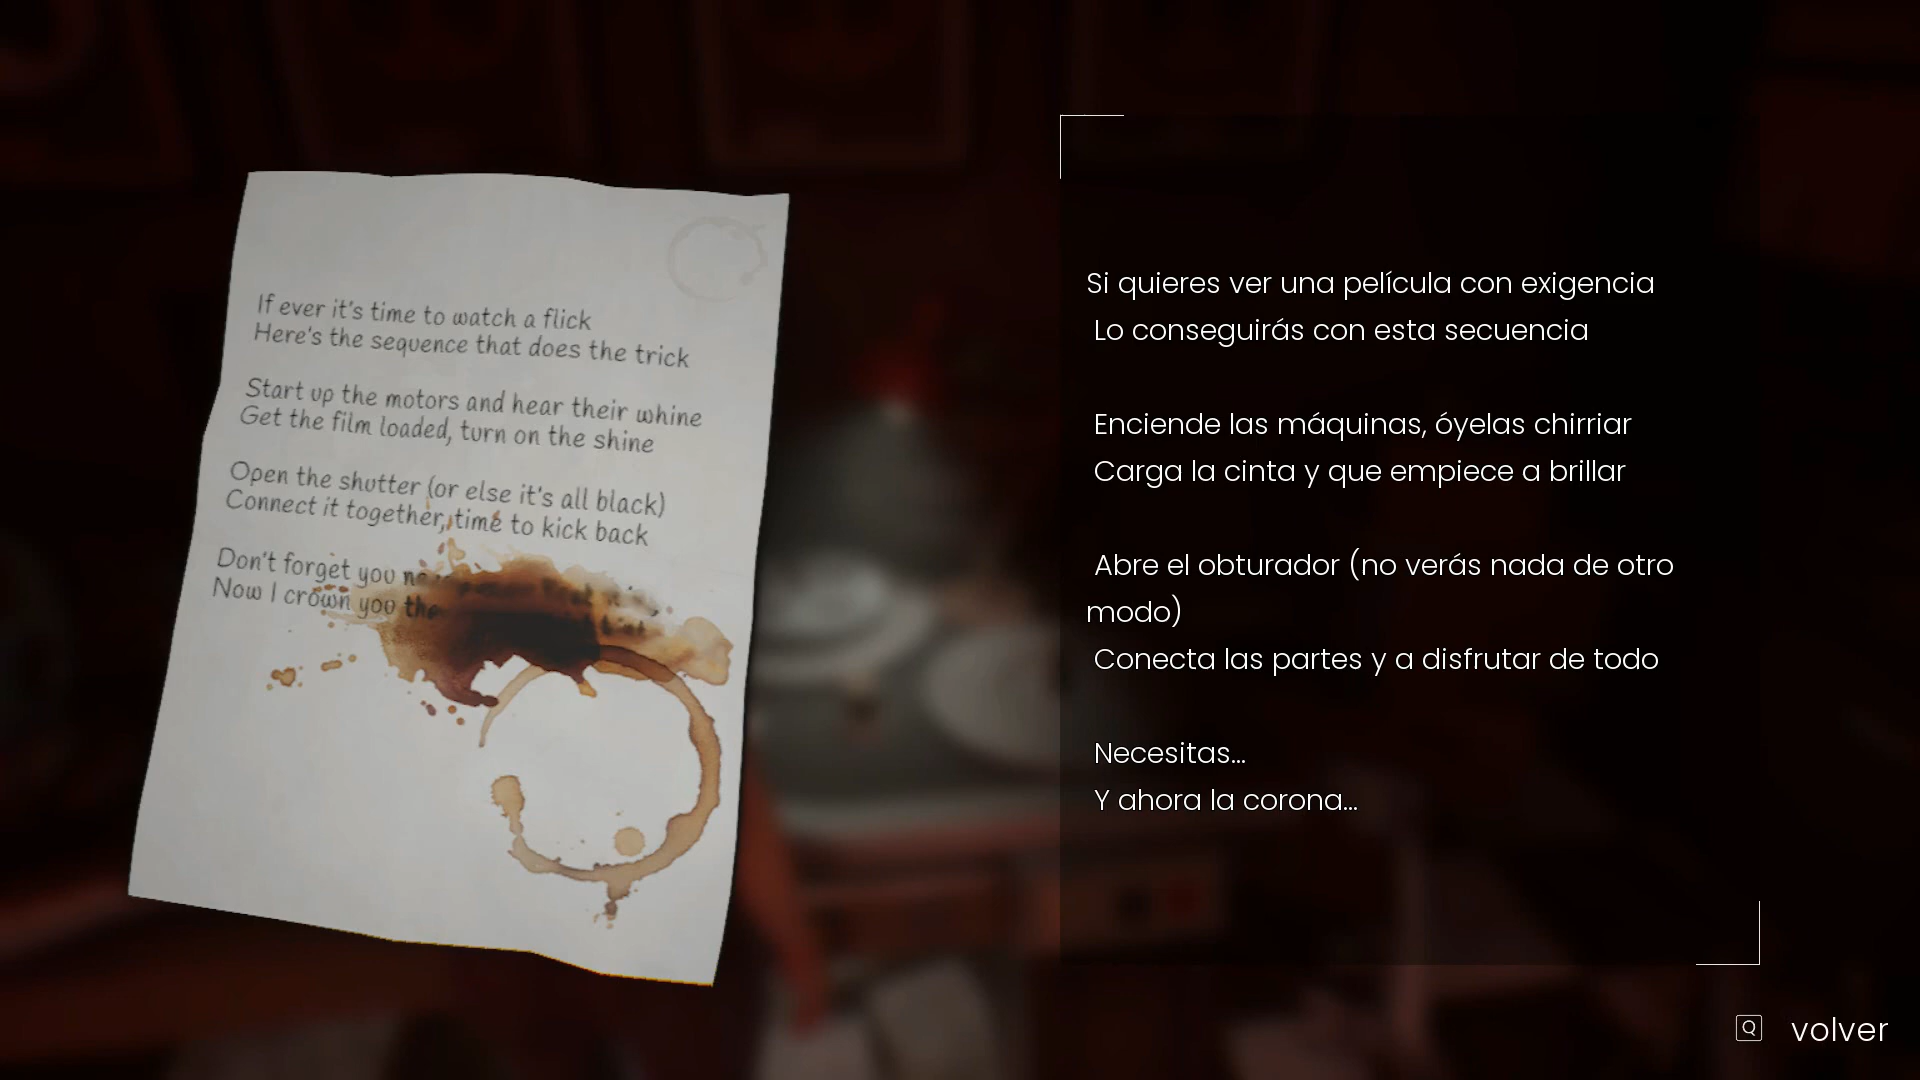 If ever it's time to watch a flick
Here's the sequence that does the trick
Start up the motors and hear their whine
Get the film loaded, turn on the shine
Open the shutter (or else it's all black)
Connect it together, time to kick back
Don't forget you
Now I crown you the
Si quieres ver una película con exigencia
Lo conseguirás con esta secuencia
Enciende las máquinas, óyelas chirriar
Carga la cinta y que empiece a brillar
Abre el obturador (no verás nada de otro
modo)
Conecta las partes y a disfrutar de todo
Necesitas...
Y ahora la corona...
Q volver